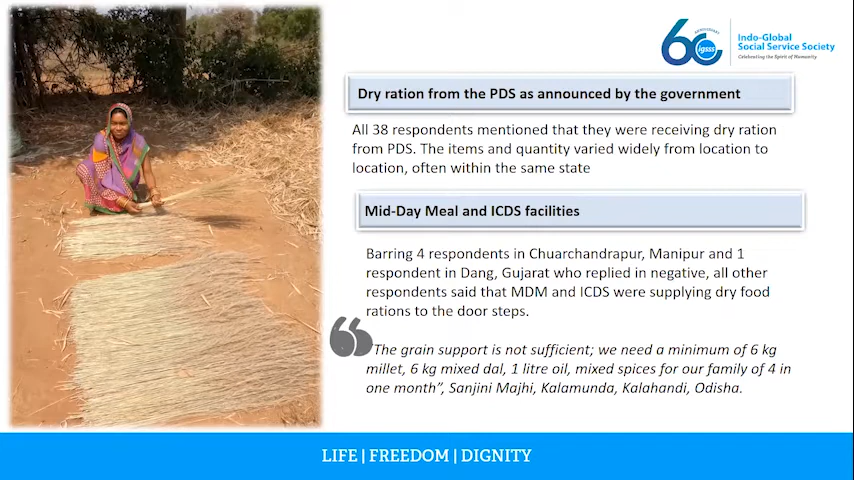 60
ANNIVERSARY
igsss
Indo-Global
Social Service Society
Celebrating the Spirit of Humanity
Dry ration from the PDS as announced by the government
All 38 respondents mentioned that they were receiving dry ration
from PDS. The items and quantity varied widely from location to
location, often within the same state
Mid-Day Meal and ICDS facilities
Barring 4 respondents in Chuarchandrapur, Manipur and 1
respondent in Dang, Gujarat who replied in negative, all other
respondents said that MDM and ICDS were supplying dry food
rations to the door steps.
“The grain support is not sufficient; we need a minimum of 6 kg
millet, 6 kg mixed dal, 1 litre oil, mixed spices for our family of 4 in
one month”, Sanjini Majhi, Kalamunda, Kalahandi, Odisha.
LIFE | FREEDOM | DIGNITY